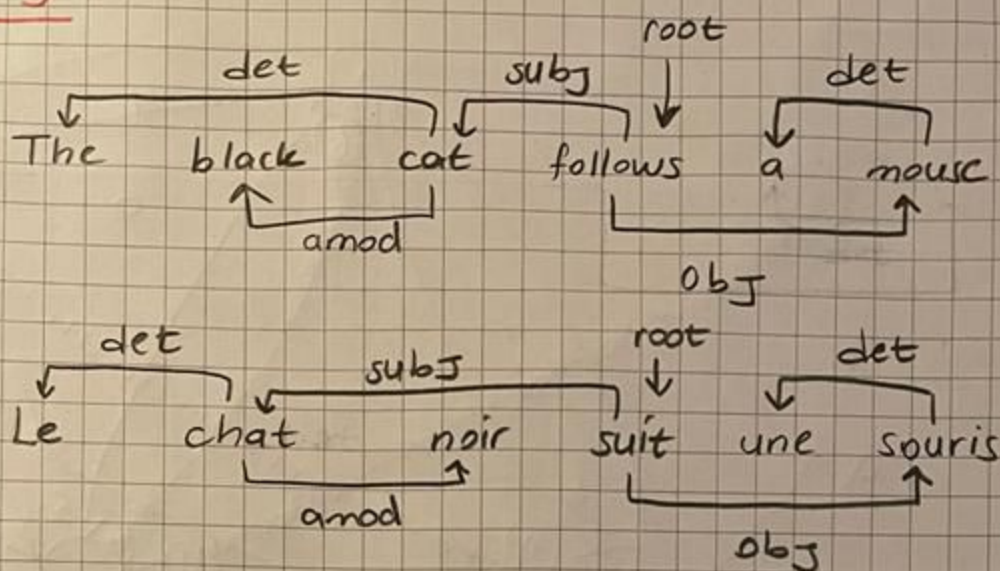 root
det subj det
The black cat follows a mouse
amod
obj
root
det subj det
Le chat noir suit une souris
amod
obj